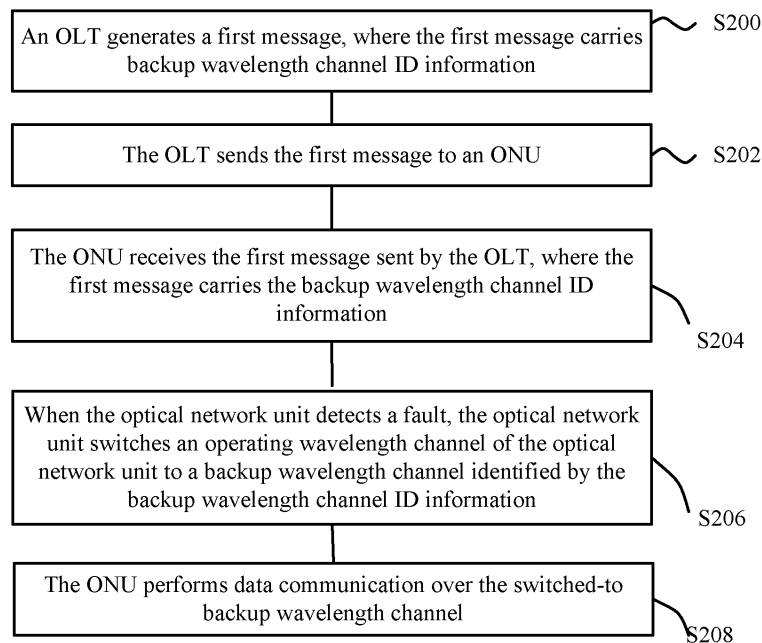 An OLT generates a first message, where the first message carries
backup wavelength channel ID information
S200
The OLT sends the first message to an ONU
S202
The ONU receives the first message sent by the OLT, where the
first message carries the backup wavelength channel ID
information
S204
When the optical network unit detects a fault, the optical network
unit switches an operating wavelength channel of the optical
network unit to a backup wavelength channel identified by the
backup wavelength channel ID information
S206
The ONU performs data communication over the switched-to
backup wavelength channel
S208